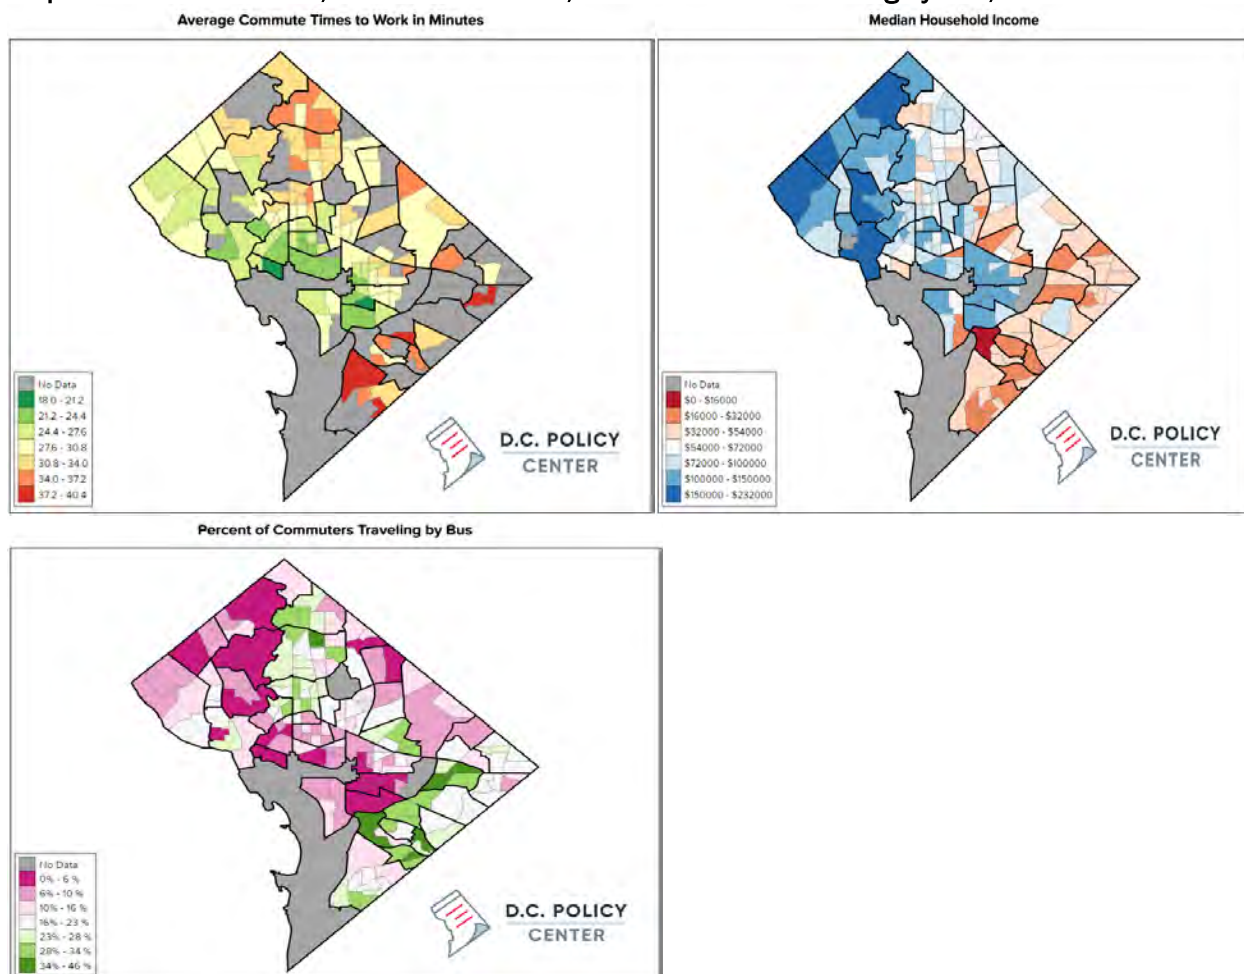 Average Commute Times to Work in Minutes
No Data
18.0 - 21.2
21.2 - 24.4
24.4 - 27.6
27.6 - 30.8
30.8 - 34.0
34.0 - 37.2
37.2 - 40.4
D.C. POLICY
CENTER
Median Household Income
No Data
$0 - $16000
$16000 - $32000
$32000 - $54000
$54000 - $72000
$72000 - $100000
$100000 - $150000
$150000 - $232000
D.C. POLICY
CENTER
Percent of Commuters Traveling by Bus
No Data
0% - 6 %
6% - 10 %
10% - 16 %
16% - 23 %
23% - 28 %
28% - 34 %
34% - 46 %
D.C. POLICY
CENTER